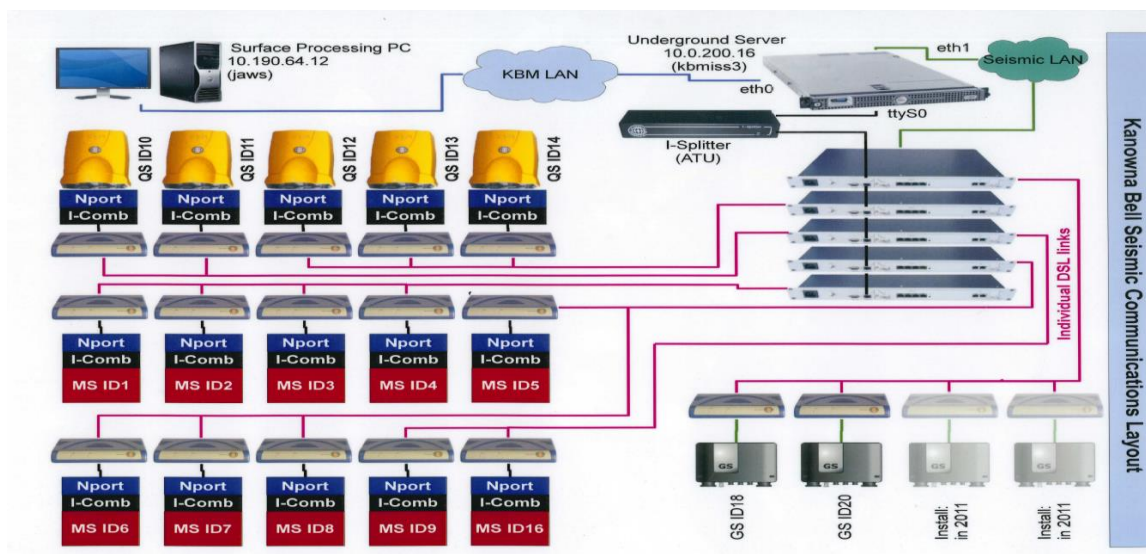 Surface Processing PC
10.190.64.12
(jaws)
KBM LAN
Underground Server
10.0.200.16
(kbmiss3)
eth0
eth1
Seismic LAN
ttyS0
I-Splitter
(ATU)
QS ID10
QS ID11
QS ID12
QS ID13
QS ID14
Nport
Nport
Nport
Nport
Nport
I-Comb
I-Comb
I-Comb
I-Comb
I-Comb
Individual DSL links
Nport
Nport
Nport
Nport
Nport
I-Comb
I-Comb
I-Comb
I-Comb
I-Comb
MS ID1
MS ID2
MS ID3
MS ID4
MS ID5
Nport
Nport
Nport
Nport
Nport
I-Comb
I-Comb
I-Comb
I-Comb
I-Comb
MS ID6
MS ID7
MS ID8
MS ID9
MS ID16
GS
GS
GS
GS
GS ID18
GS ID20
Install:
in 2011
Install:
in 2011
Kanowna Bell Seismic Communications Layout